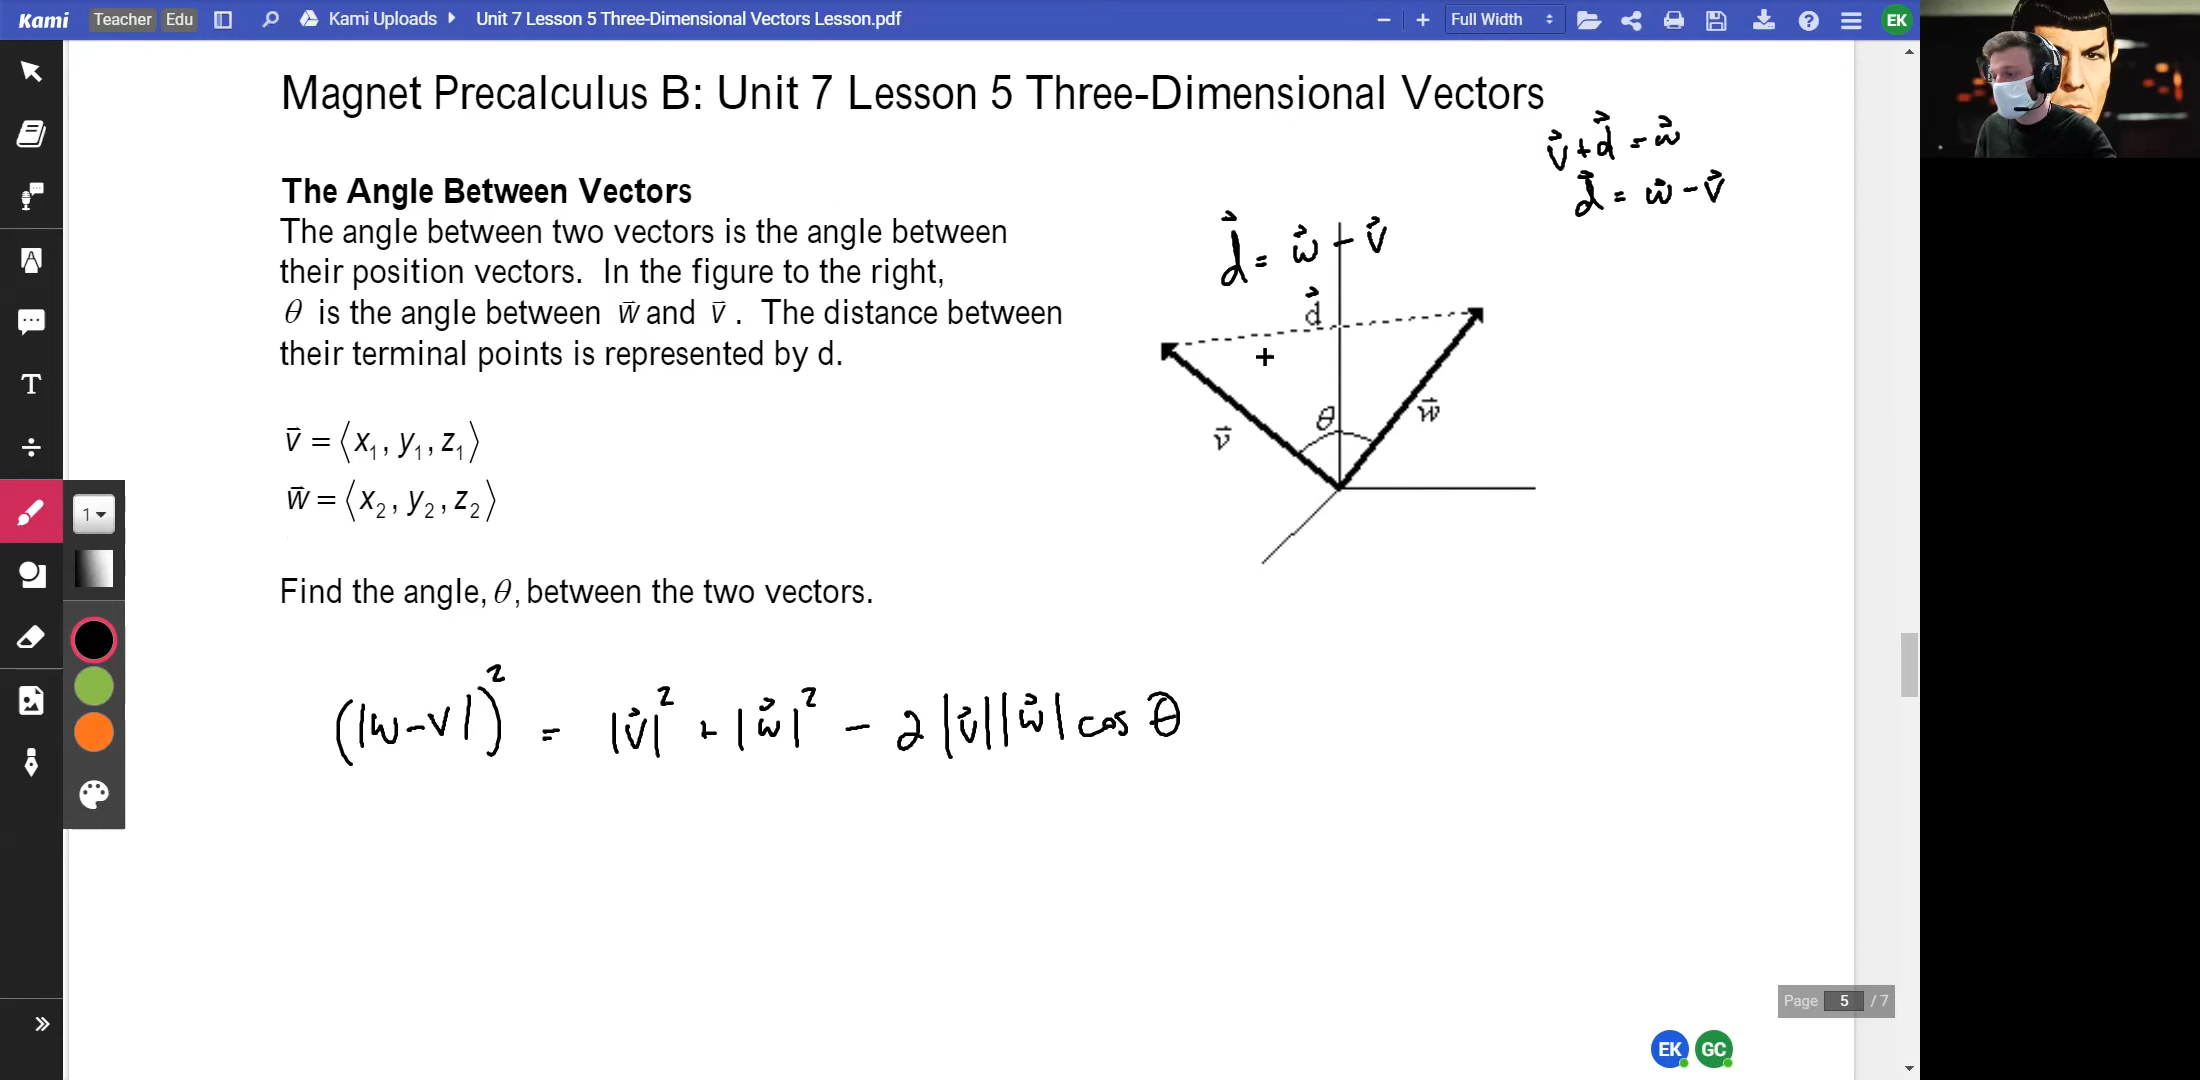 Kami Teacher Edu Kami Uploads Unit 7 Lesson 5 Three-Dimensional Vectors Lesson.pdf Full Width EK
Magnet Precalculus B: Unit 7 Lesson 5 Three-Dimensional Vectors
v⃗ + d⃗ = w⃗
d⃗ = w⃗ − v⃗
The Angle Between Vectors
The angle between two vectors is the angle between
their position vectors. In the figure to the right,
θ is the angle between w⃗ and v⃗ . The distance between
their terminal points is represented by d.
d⃗ = w⃗ − v⃗
d⃗
θ
v⃗
w⃗
v⃗ = ⟨x₁, y₁, z₁⟩
w⃗ = ⟨x₂, y₂, z₂⟩
Find the angle, θ, between the two vectors.
(|w−v|)² = |v⃗|² + |w⃗|² − 2|v⃗||w⃗| cos θ
1
Page 5 / 7
EK GC